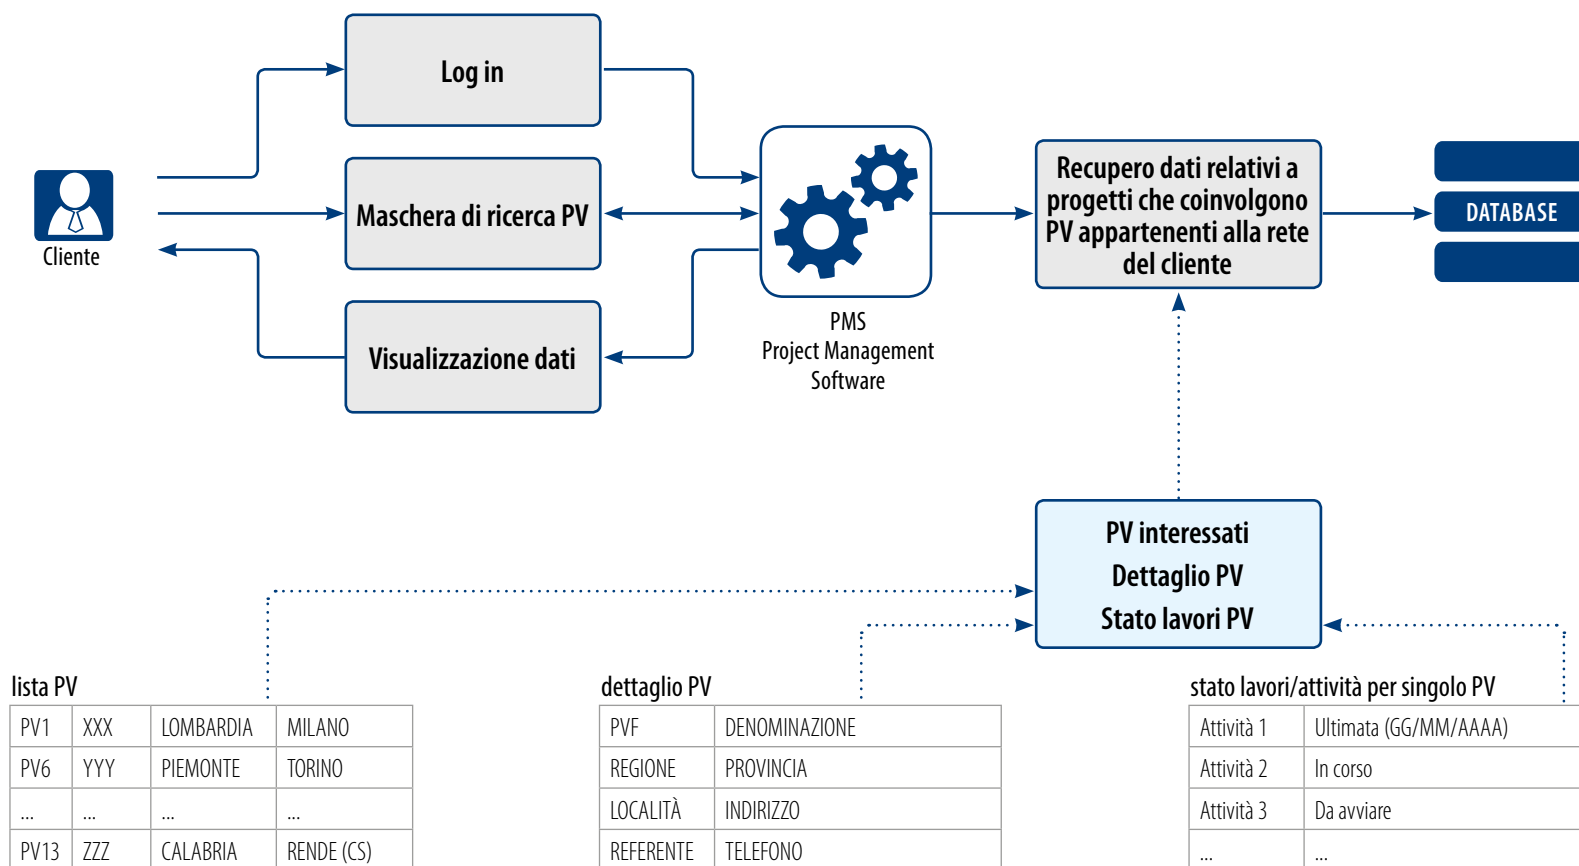 Log in
Maschera di ricerca PV
Visualizzazione dati
Cliente
PMS
Project Management
Software
Recupero dati relativi a
progetti che coinvolgono
PV appartenenti alla rete
del cliente
DATABASE
PV interessati
Dettaglio PV
Stato lavori PV
lista PV
PV1 XXX LOMBARDIA MILANO
PV6 YYY PIEMONTE TORINO
... ... ... ...
PV13 ZZZ CALABRIA RENDE (CS)
dettaglio PV
PVF DENOMINAZIONE
REGIONE PROVINCIA
LOCALITÀ INDIRIZZO
REFERENTE TELEFONO
stato lavori/attività per singolo PV
Attività 1 Ultimata (GG/MM/AAAA)
Attività 2 In corso
Attività 3 Da avviare
... ...